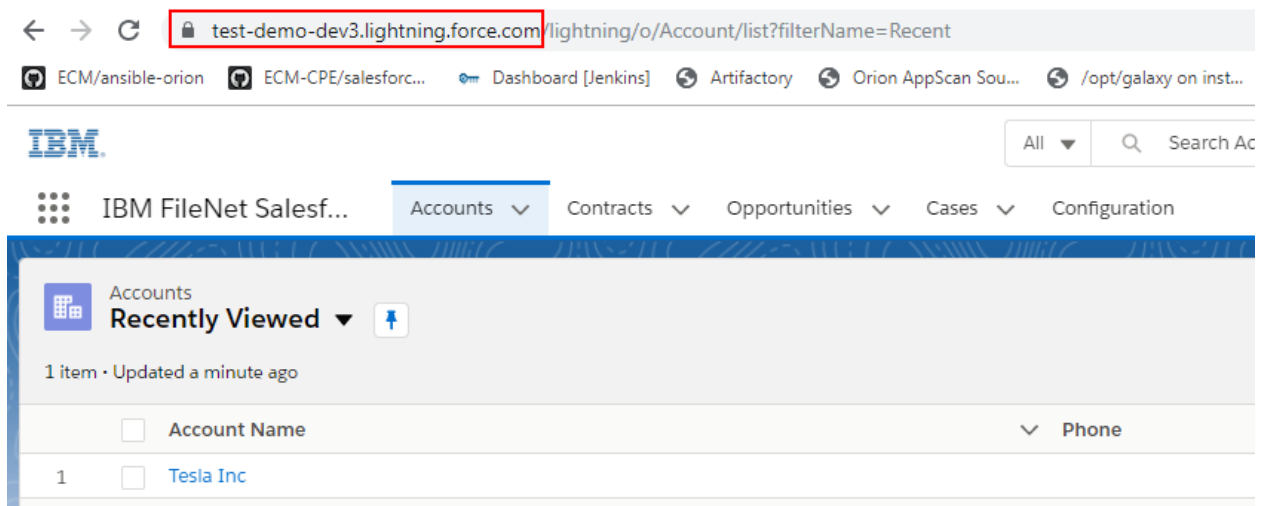 test-demo-dev3.lightning.force.com/lightning/o/Account/list?filterName=Recent
ECM/ansible-orion ECM-CPE/salesforc... Dashboard [Jenkins] Artifactory Orion AppScan Sou... /opt/galaxy on inst...
IBM. All Search Ac
IBM FileNet Salesf... Accounts Contracts Opportunities Cases Configuration
Accounts
Recently Viewed
1 item • Updated a minute ago
Account Name Phone
1 Tesla Inc